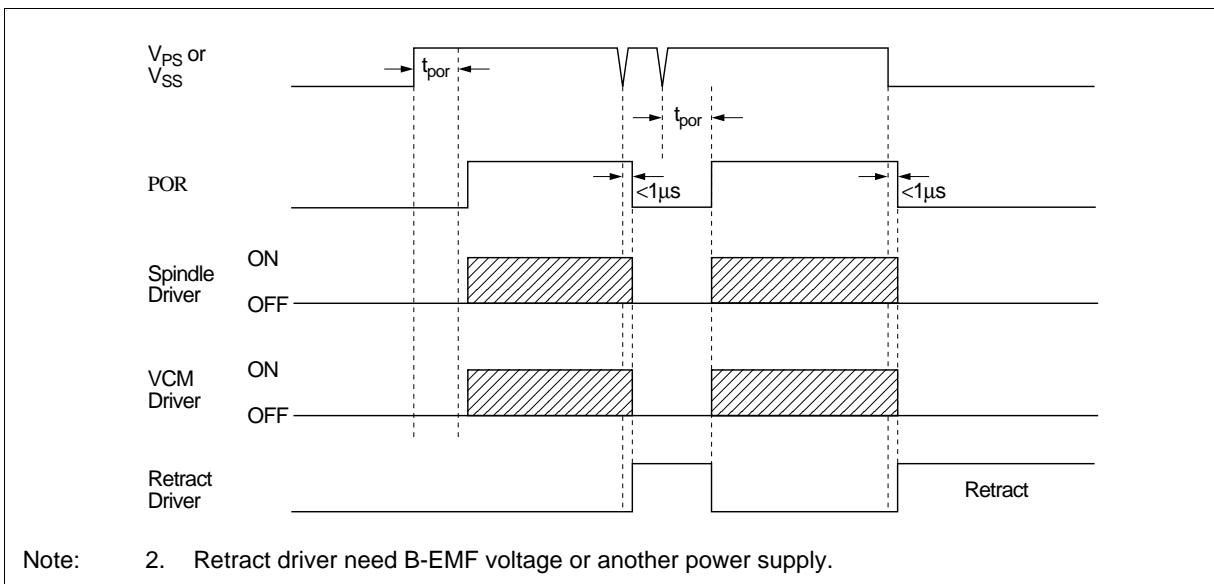 VPS or
VSS
tpor
tpor
POR
<1µs
<1µs
Spindle
Driver
ON
OFF
VCM
Driver
ON
OFF
Retract
Driver
Retract
Note: 2. Retract driver need B-EMF voltage or another power supply.